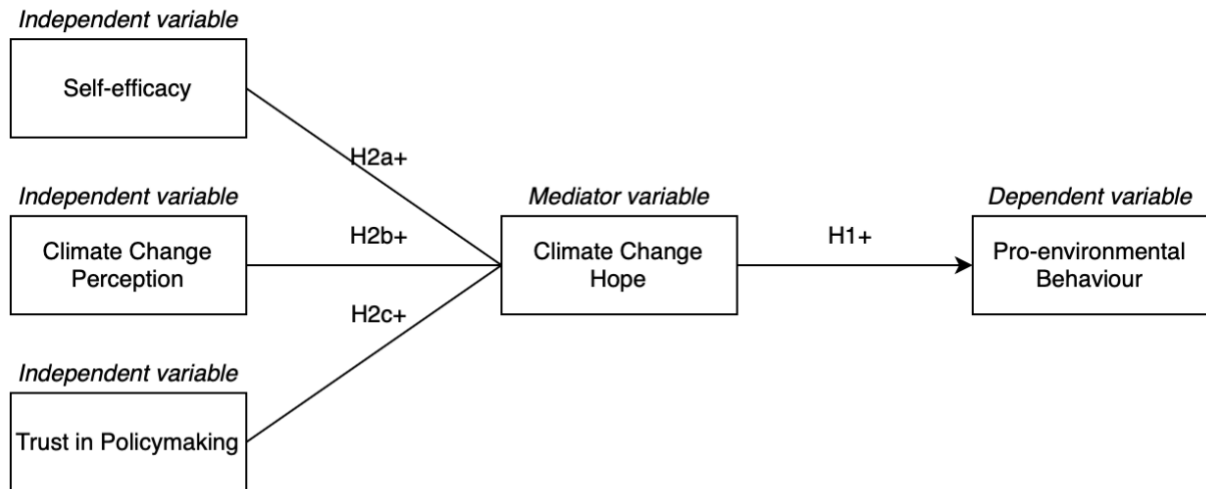 Independent variable
Self-efficacy
H2a+
Independent variable
Climate Change
Perception
H2b+
Mediator variable
Climate Change
Hope
H1+
Dependent variable
Pro-environmental
Behaviour
H2c+
Independent variable
Trust in Policymaking